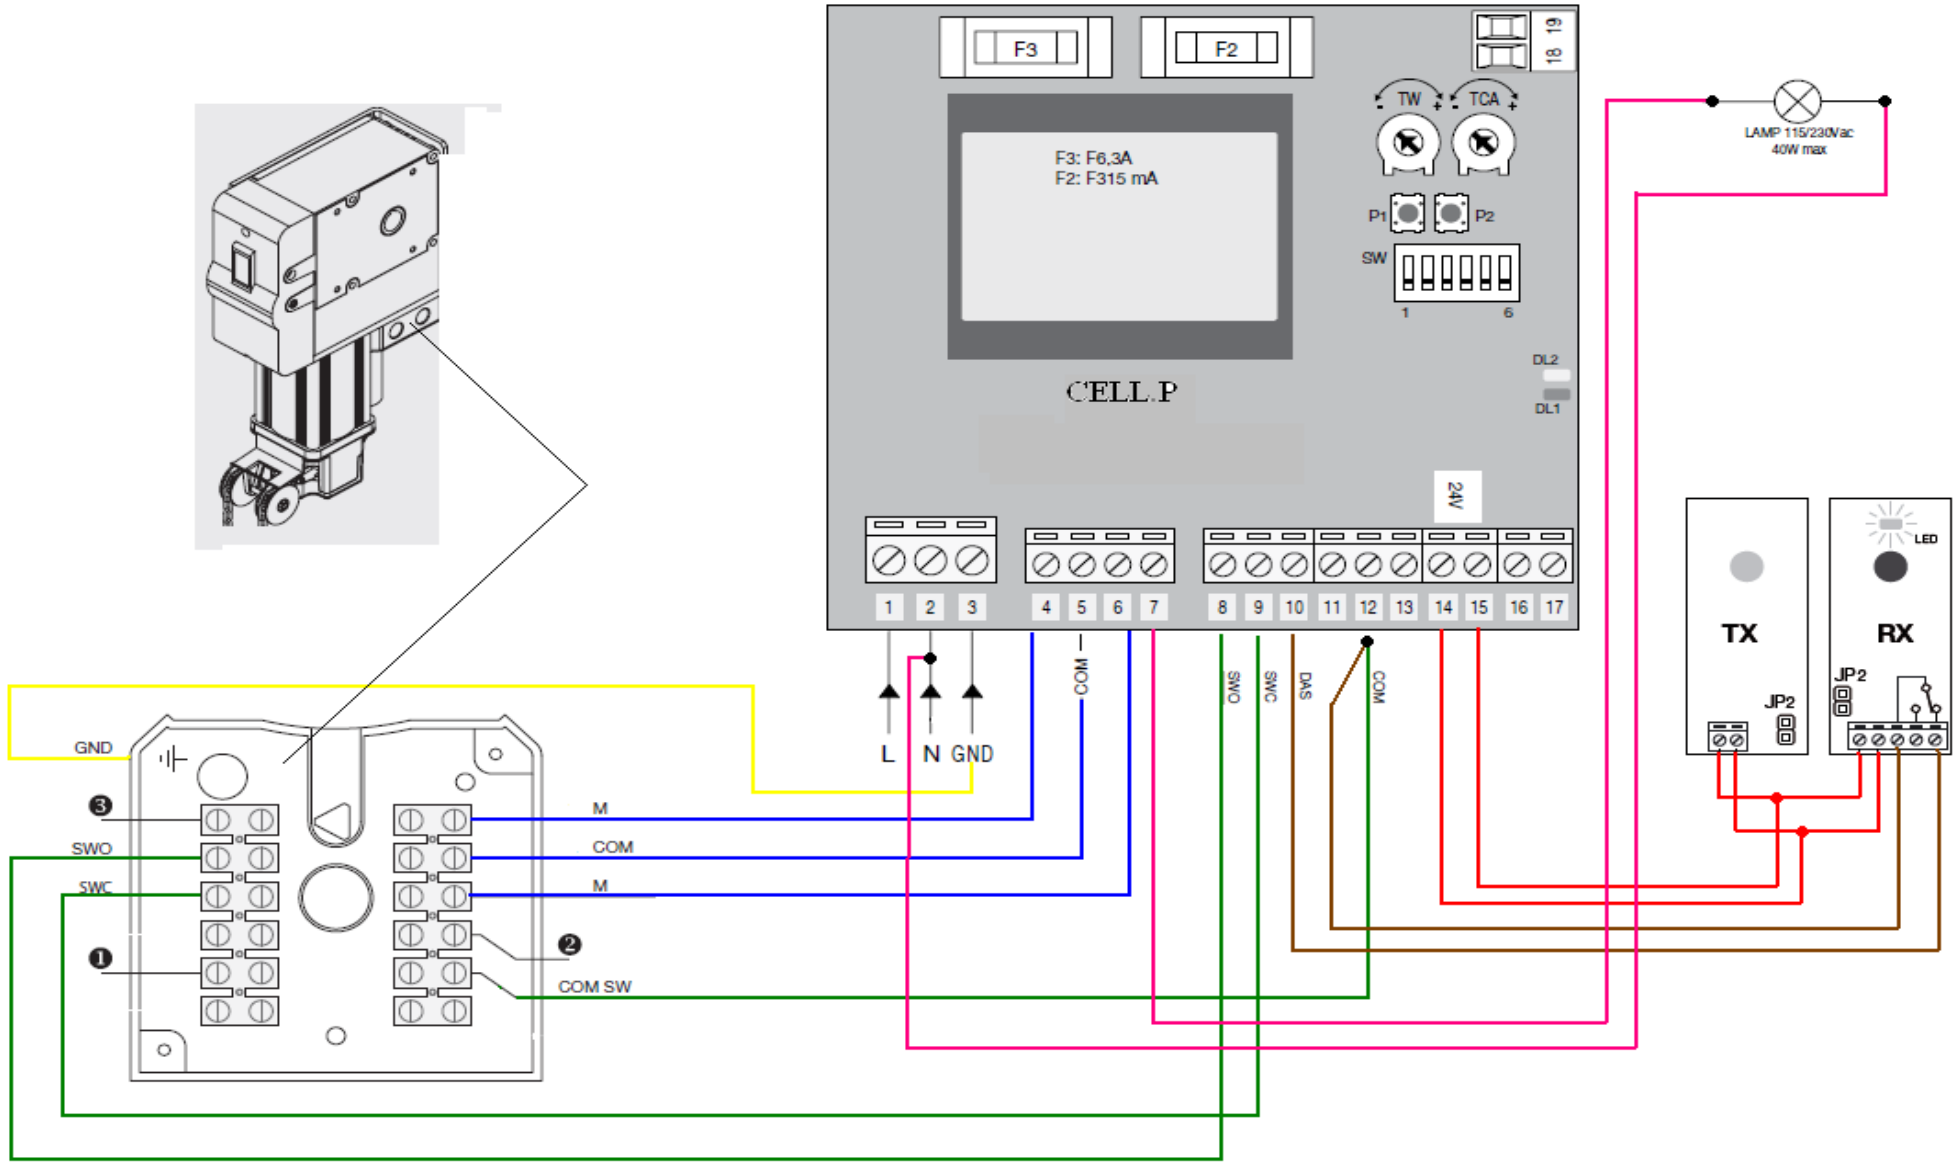 F3
F2
19
18
- TW +
- TCA +
F3: F6,3A
F2: F315 mA
P1
P2
SW
1
6
DL2
DL1
CELL.P
24V
LAMP 115/230Vac
40W max
1
2
3
4
5
6
7
8
9
10
11
12
13
14
15
16
17
L
N
GND
COM
SWO
SWC
DAS
COM
TX
JP2
LED
RX
JP2
GND
❸
SWO
SWC
❶
M
COM
M
❷
COM SW